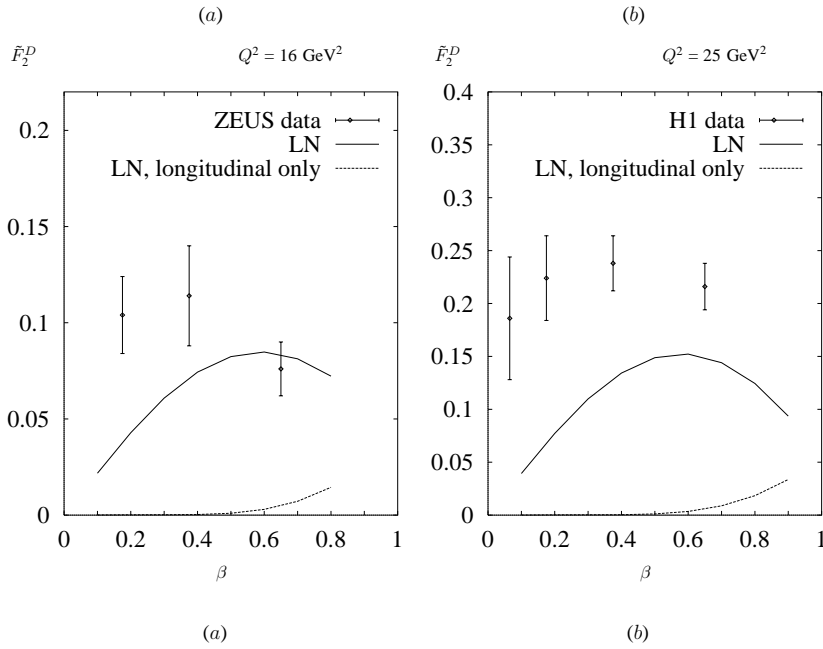 (a) (b)
F̃₂ᴰ Q² = 16 GeV² F̃₂ᴰ Q² = 25 GeV²
0.2
0.15
0.1
0.05
0
ZEUS data
LN
LN, longitudinal only
0 0.2 0.4 0.6 0.8 1
β
0.4
0.35
0.3
0.25
0.2
0.15
0.1
0.05
0
H1 data
LN
LN, longitudinal only
0 0.2 0.4 0.6 0.8 1
β
(a) (b)